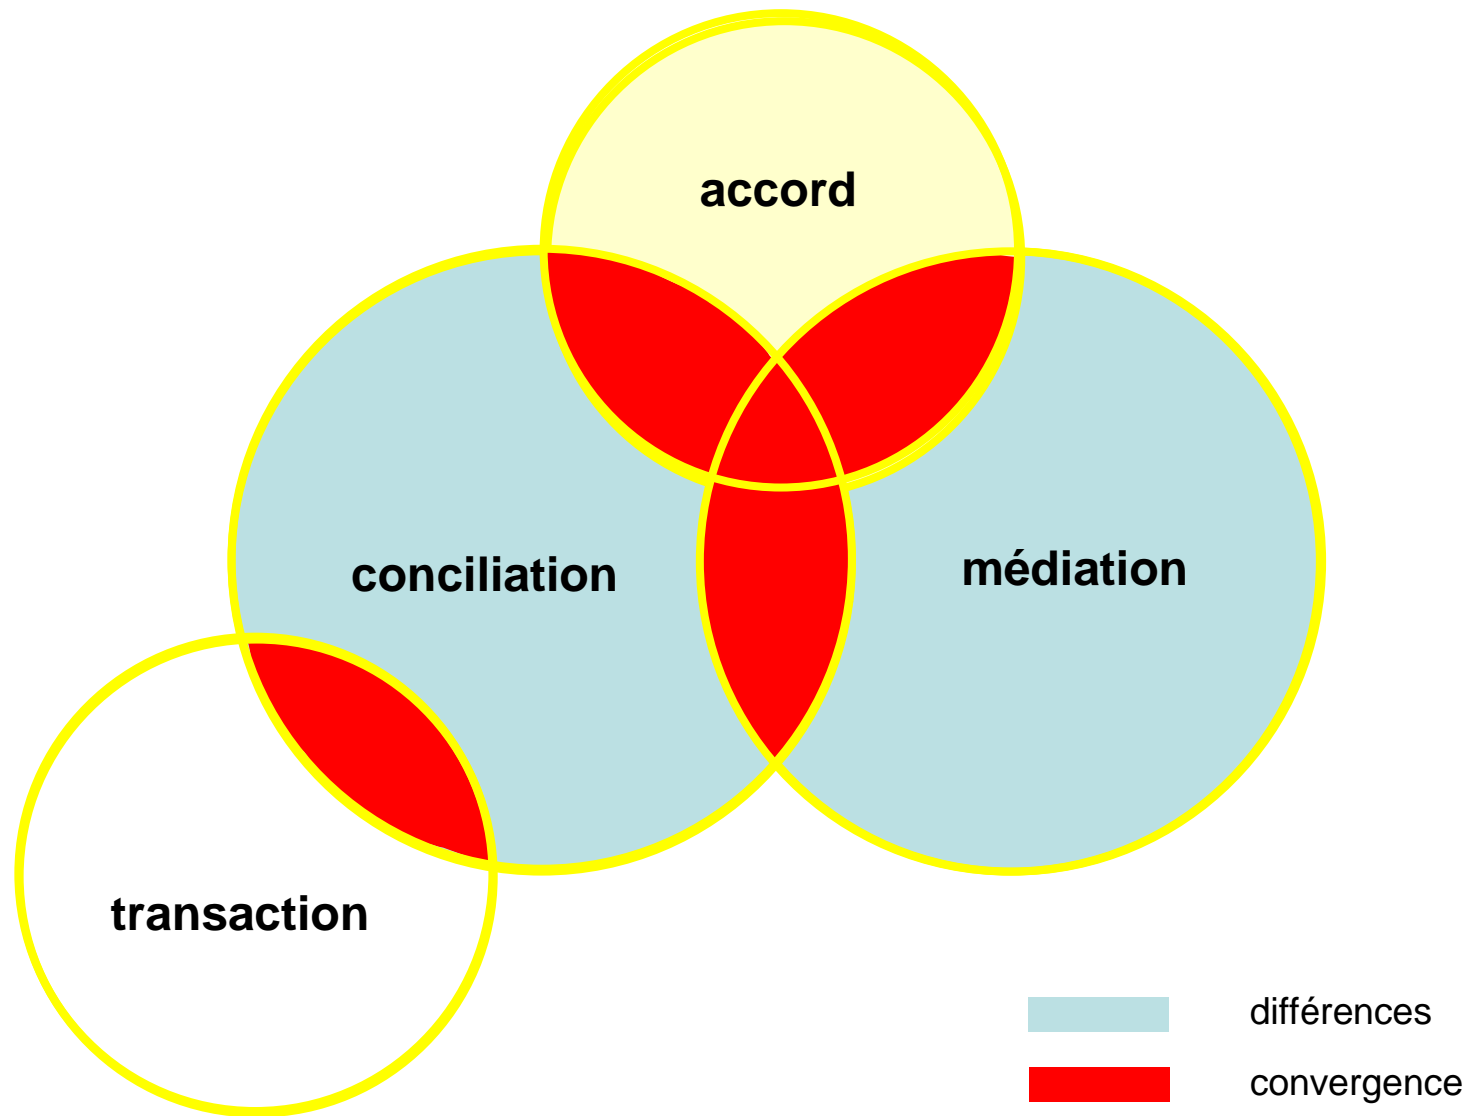 accord
conciliation
médiation
transaction
différences
convergence